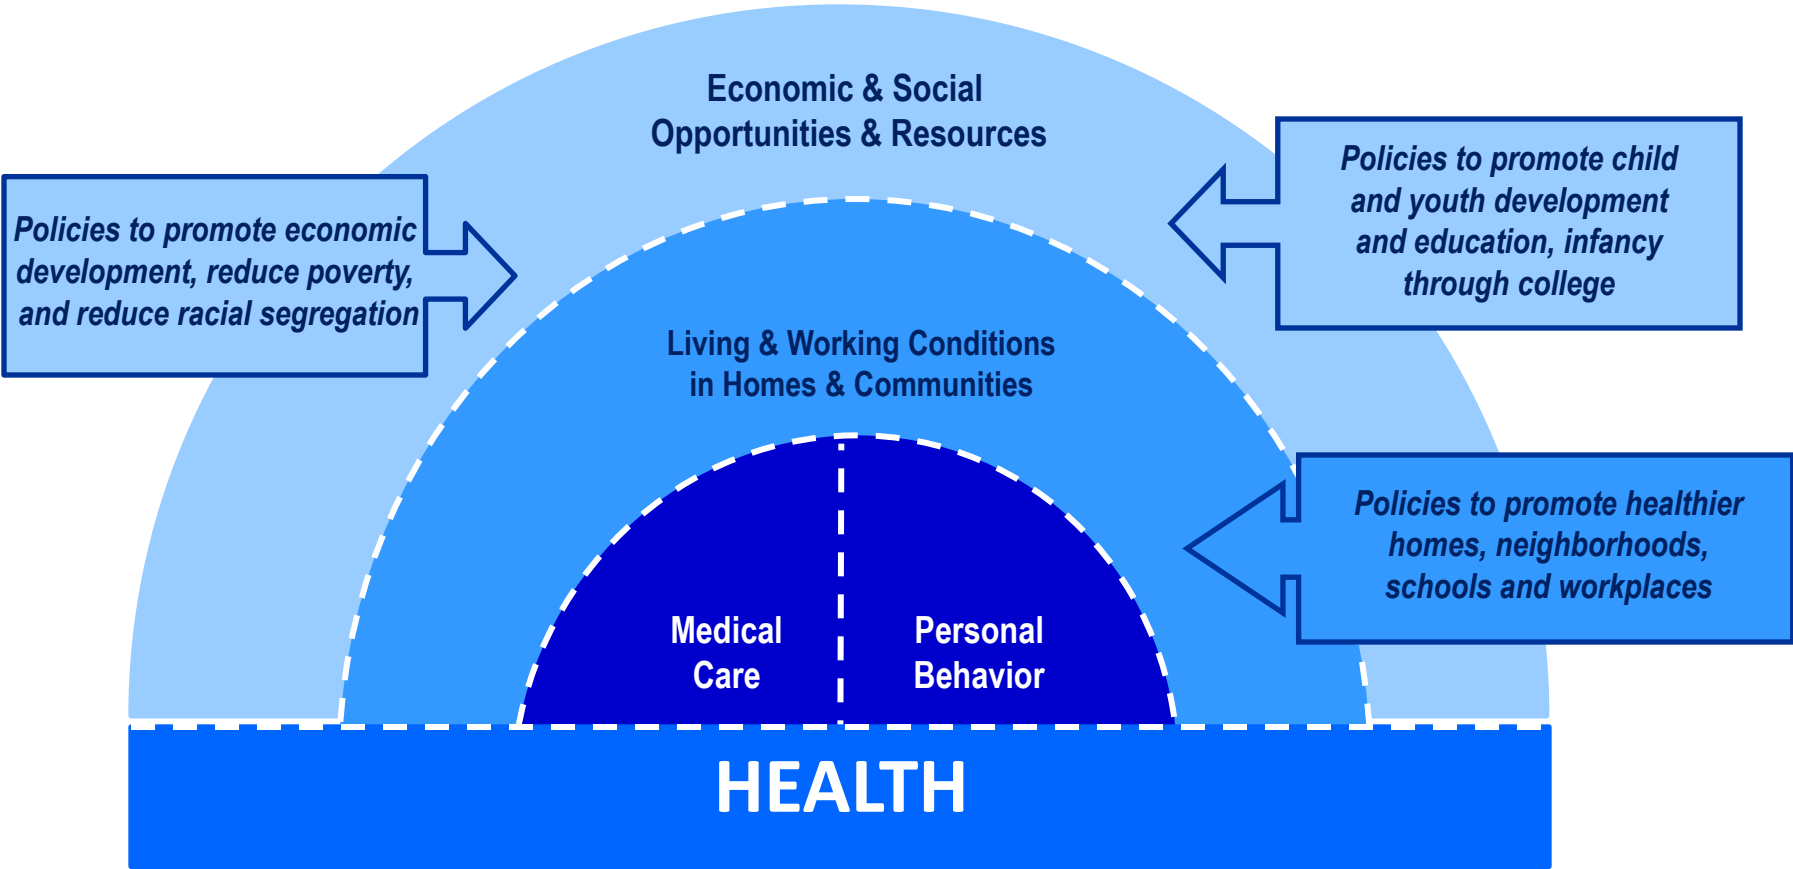 Economic & Social
Opportunities & Resources
Policies to promote child
and youth development
and education, infancy
through college
Policies to promote economic
development, reduce poverty,
and reduce racial segregation
Living & Working Conditions
in Homes & Communities
Policies to promote healthier
homes, neighborhoods,
schools and workplaces
Medical
Care
Personal
Behavior
HEALTH